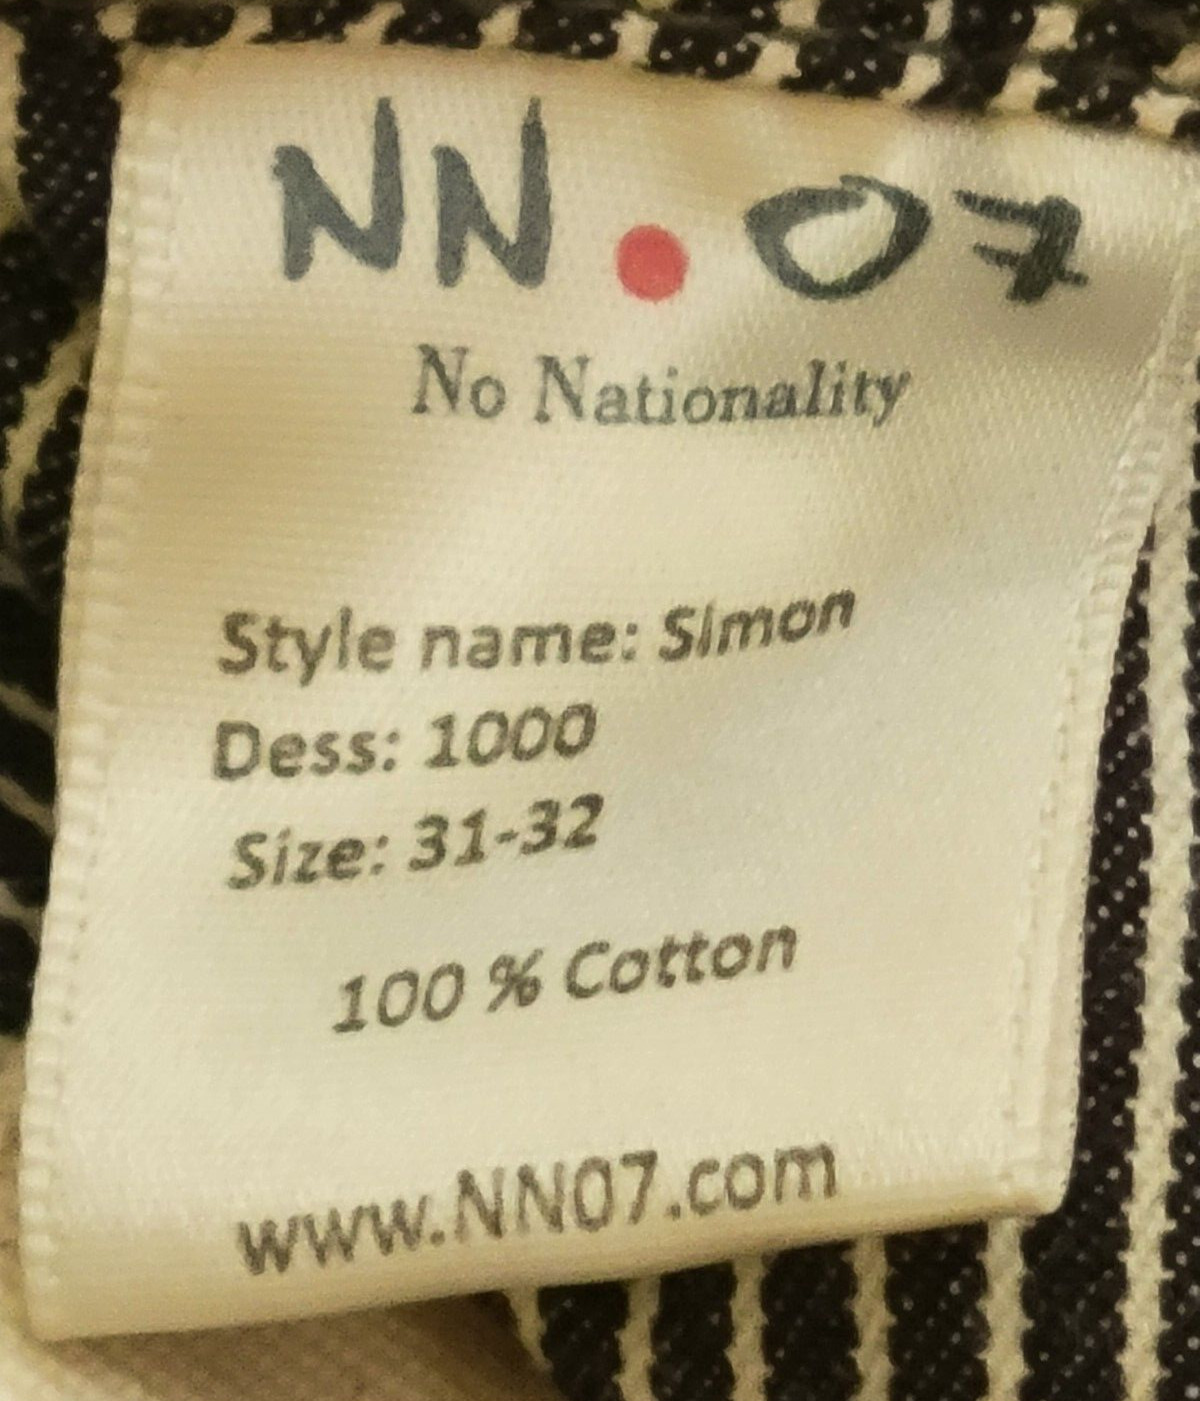 NN.07
No Nationality
Style name: Simon
Dess: 1000
Size: 31-32
100 % Cotton
www.NN07.com